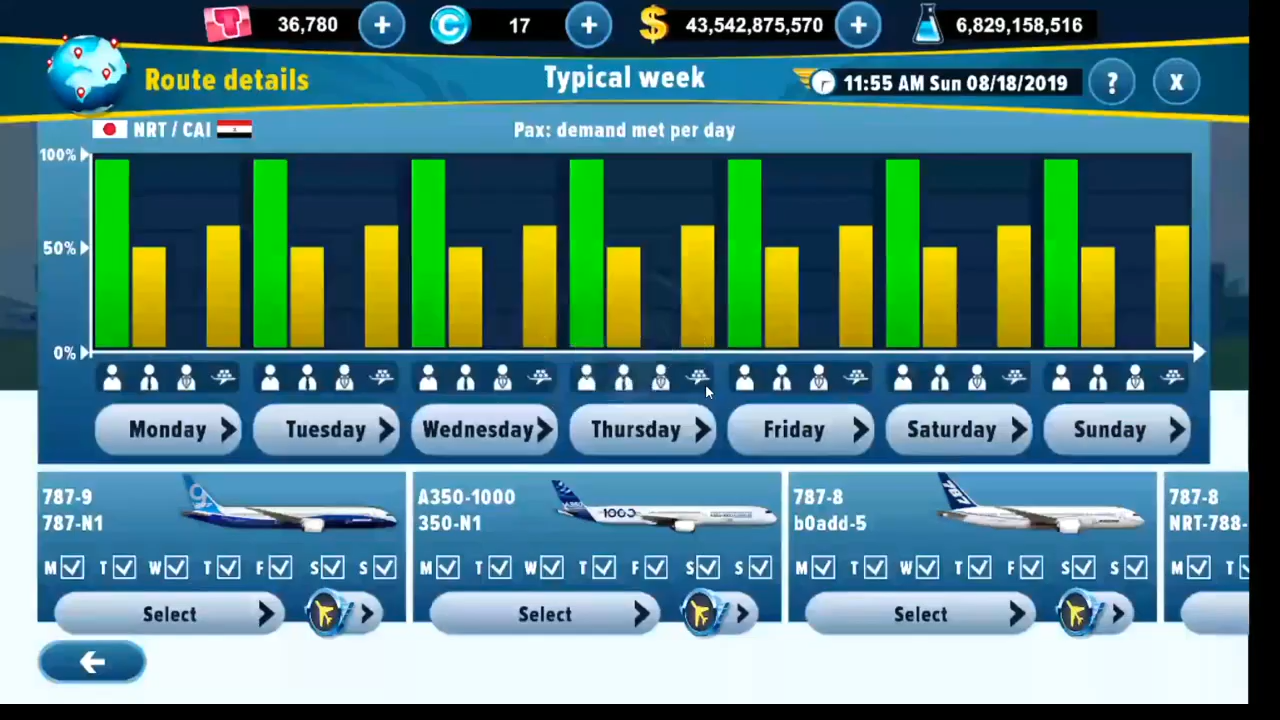 36,780 + C 17 + $ 43,542,875,570 + 6,829,158,516
Route details
Typical week
11:55 AM Sun 08/18/2019 ? X
NRT / CAI
Pax: demand met per day
100%
50%
0%
Monday Tuesday Wednesday Thursday Friday Saturday Sunday
787-9
787-N1
M T W T F S S
Select
A350-1000
350-N1
M T W T F S S
Select
787-8
b0add-5
M T W T F S S
Select
787-8
NRT-788-
M T